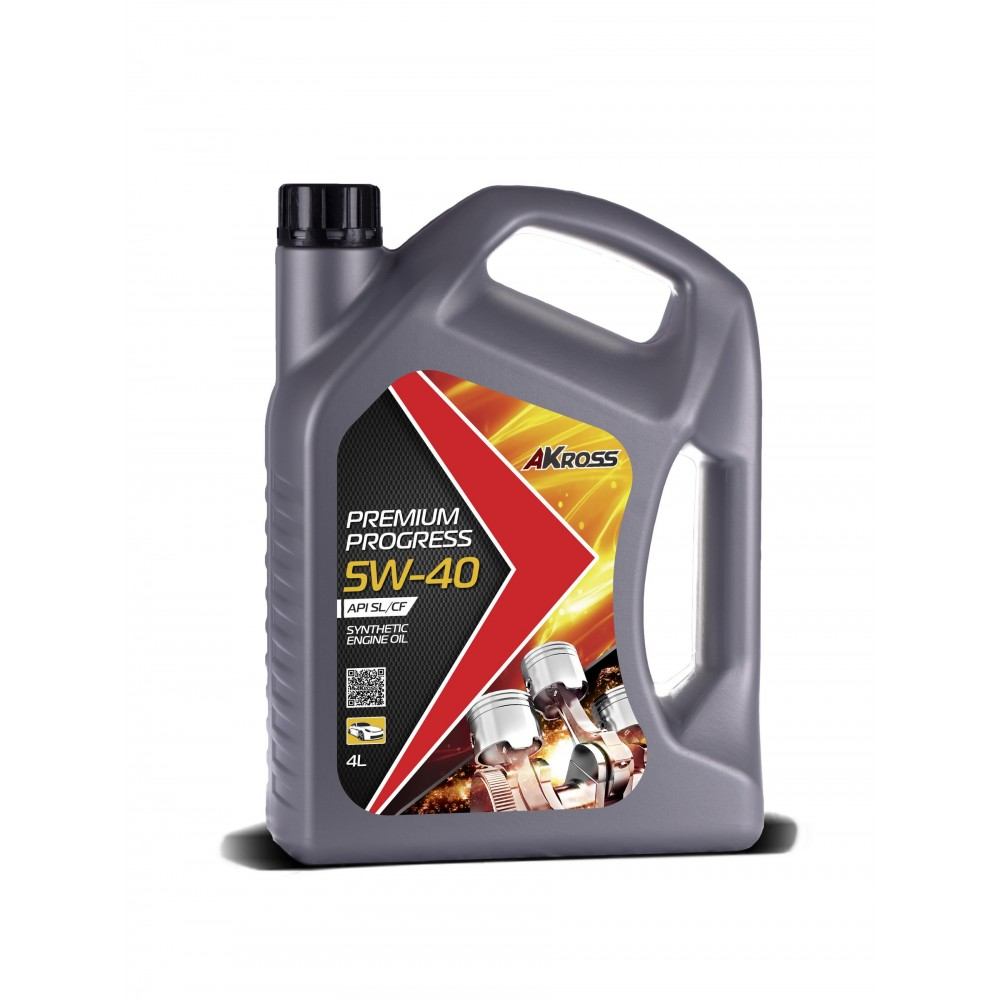 AKROSS
PREMIUM
PROGRESS
5W-40
API SL/CF
SYNTHETIC
ENGINE OIL
4L